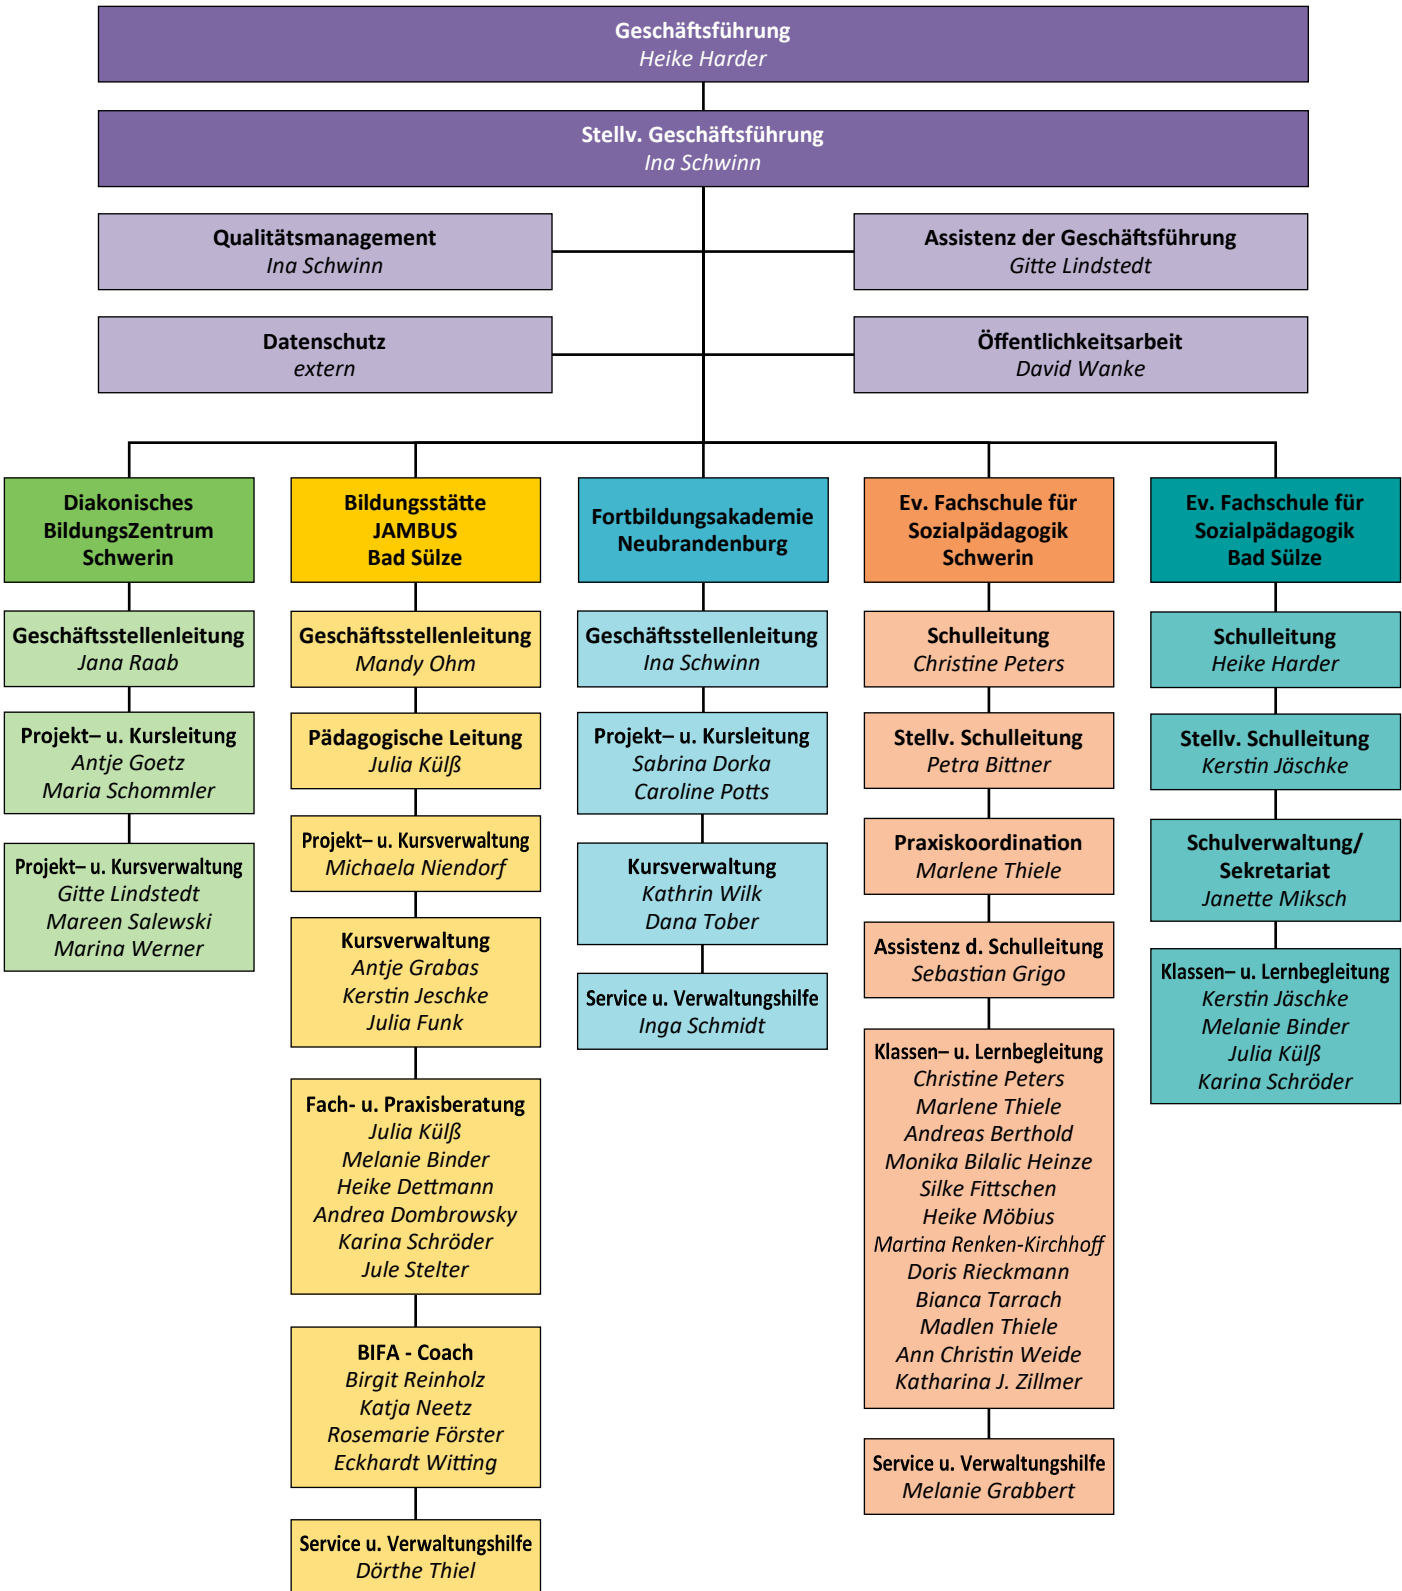 Geschäftsführung
Heike Harder
Stellv. Geschäftsführung
Ina Schwinn
Qualitätsmanagement
Ina Schwinn
Assistenz der Geschäftsführung
Gitte Lindstedt
Datenschutz
extern
Öffentlichkeitsarbeit
David Wanke
Diakonisches
BildungsZentrum
Schwerin
Geschäftsstellenleitung
Jana Raab
Projekt– u. Kursleitung
Antje Goetz
Maria Schommler
Projekt– u. Kursverwaltung
Gitte Lindstedt
Mareen Salewski
Marina Werner
Bildungsstätte
JAMBUS
Bad Sülze
Geschäftsstellenleitung
Mandy Ohm
Pädagogische Leitung
Julia Külß
Projekt– u. Kursverwaltung
Michaela Niendorf
Kursverwaltung
Antje Grabas
Kerstin Jeschke
Julia Funk
Fach- u. Praxisberatung
Julia Külß
Melanie Binder
Heike Dettmann
Andrea Dombrowsky
Karina Schröder
Jule Stelter
BIFA - Coach
Birgit Reinholz
Katja Neetz
Rosemarie Förster
Eckhardt Witting
Service u. Verwaltungshilfe
Dörthe Thiel
Fortbildungsakademie
Neubrandenburg
Geschäftsstellenleitung
Ina Schwinn
Projekt– u. Kursleitung
Sabrina Dorka
Caroline Potts
Kursverwaltung
Kathrin Wilk
Dana Tober
Service u. Verwaltungshilfe
Inga Schmidt
Ev. Fachschule für
Sozialpädagogik
Schwerin
Schulleitung
Christine Peters
Stellv. Schulleitung
Petra Bittner
Praxiskoordination
Marlene Thiele
Assistenz d. Schulleitung
Sebastian Grigo
Klassen– u. Lernbegleitung
Christine Peters
Marlene Thiele
Andreas Berthold
Monika Bilalic Heinze
Silke Fittschen
Heike Möbius
Martina Renken-Kirchhoff
Doris Rieckmann
Bianca Tarrach
Madlen Thiele
Ann Christin Weide
Katharina J. Zillmer
Service u. Verwaltungshilfe
Melanie Grabbert
Ev. Fachschule für
Sozialpädagogik
Bad Sülze
Schulleitung
Heike Harder
Stellv. Schulleitung
Kerstin Jäschke
Schulverwaltung/
Sekretariat
Janette Miksch
Klassen– u. Lernbegleitung
Kerstin Jäschke
Melanie Binder
Julia Külß
Karina Schröder